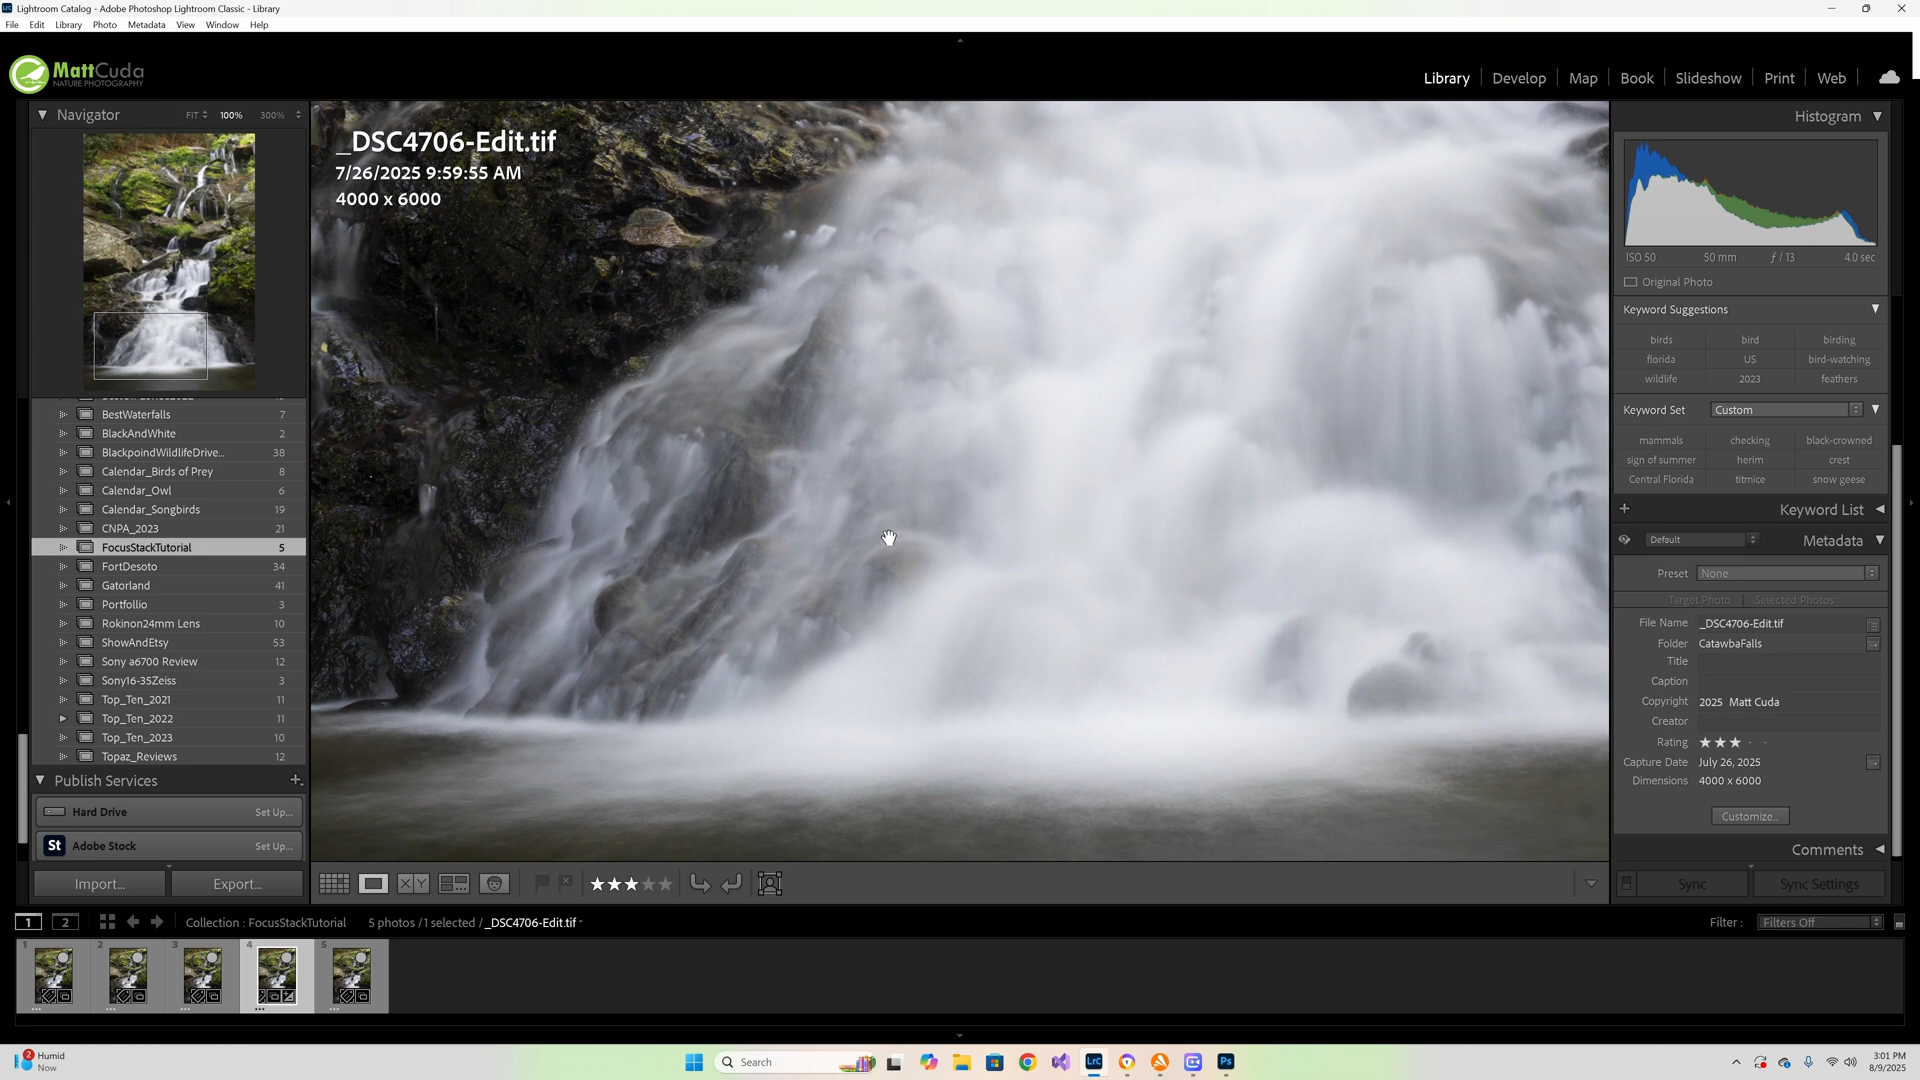 Lightroom Catalog - Adobe Photoshop Lightroom Classic - Library
File Edit Library Photo Metadata View Window Help
MattCuda
NATURE PHOTOGRAPHY
Library Develop Map Book Slideshow Print Web
Navigator FIT 100% 300%
_DSC4706-Edit.tif
7/26/2025 9:59:55 AM
4000 x 6000
BestWaterfalls 7
BlackAndWhite 2
BlackpoindWildlifeDrive... 38
Calendar_Birds of Prey 8
Calendar_Owl 6
Calendar_Songbirds 19
CNPA_2023 21
FocusStackTutorial 5
FortDesoto 34
Gatorland 41
Portfollio 3
Rokinon24mm Lens 10
ShowAndEtsy 53
Sony a6700 Review 12
Sony16-35Zeiss 3
Top_Ten_2021 11
Top_Ten_2022 11
Top_Ten_2023 10
Topaz_Reviews 12
Publish Services
Hard Drive Set Up...
St Adobe Stock Set Up...
Import... Export...
Histogram
ISO 50 50 mm ƒ / 13 4.0 sec
Original Photo
Keyword Suggestions
birds bird birding
florida US bird-watching
wildlife 2023 feathers
Keyword Set Custom
mammals checking black-crowned
sign of summer herim crest
Central Florida titmice snow geese
Keyword List
Default Metadata
Preset None
Target Photo Selected Photos
File Name _DSC4706-Edit.tif
Folder CatawbaFalls
Title
Caption
Copyright 2025 Matt Cuda
Creator
Rating ★★★
Capture Date July 26, 2025
Dimensions 4000 x 6000
Customize...
Comments
Sync Sync Settings
XY
1 2 Collection : FocusStackTutorial 5 photos / 1 selected / _DSC4706-Edit.tif
Filter : Filters Off
1 2 3 4 5
2 Humid
Now
Search
LrC
Ps
3:01 PM
8/9/2025